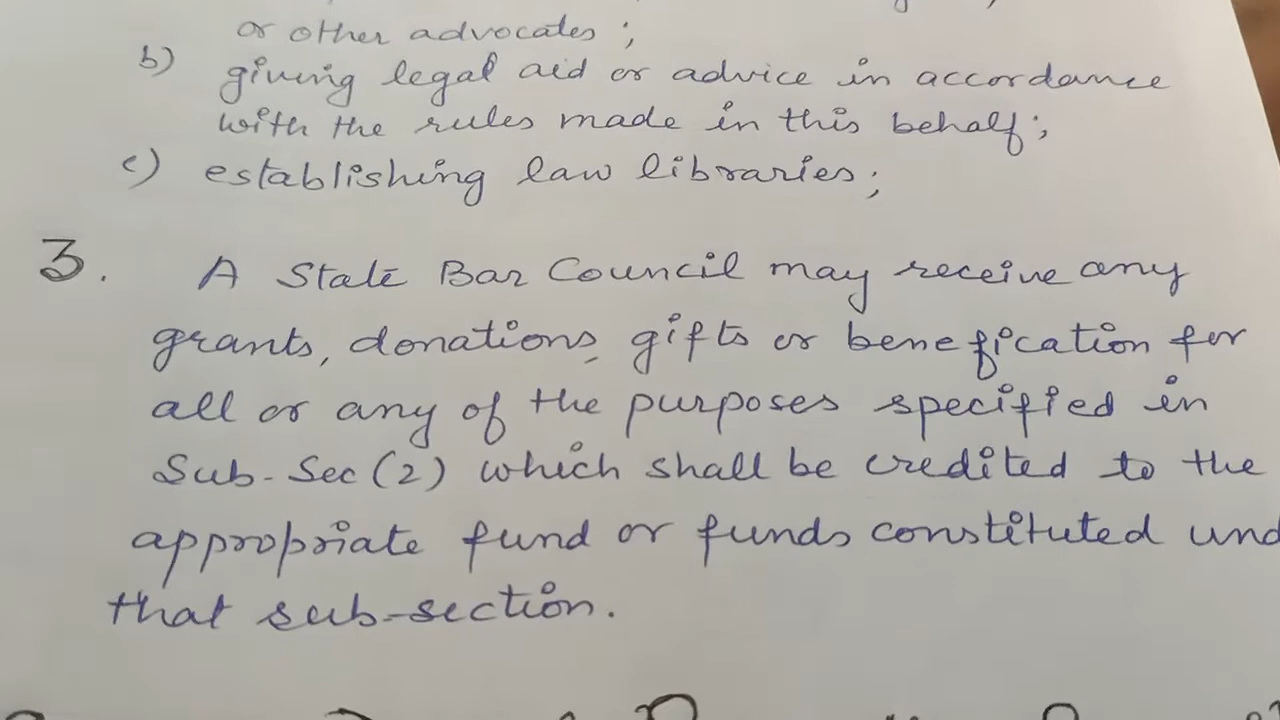 or other advocates ;
b) giving legal aid or advice in accordance
with the rules made in this behalf ;
c) establishing law libraries ;
3. A State Bar Council may receive any
grants, donations, gifts or benefication for
all or any of the purposes specified in
Sub-Sec (2) which shall be credited to the
appropriate fund or funds constituted und
that sub-section.